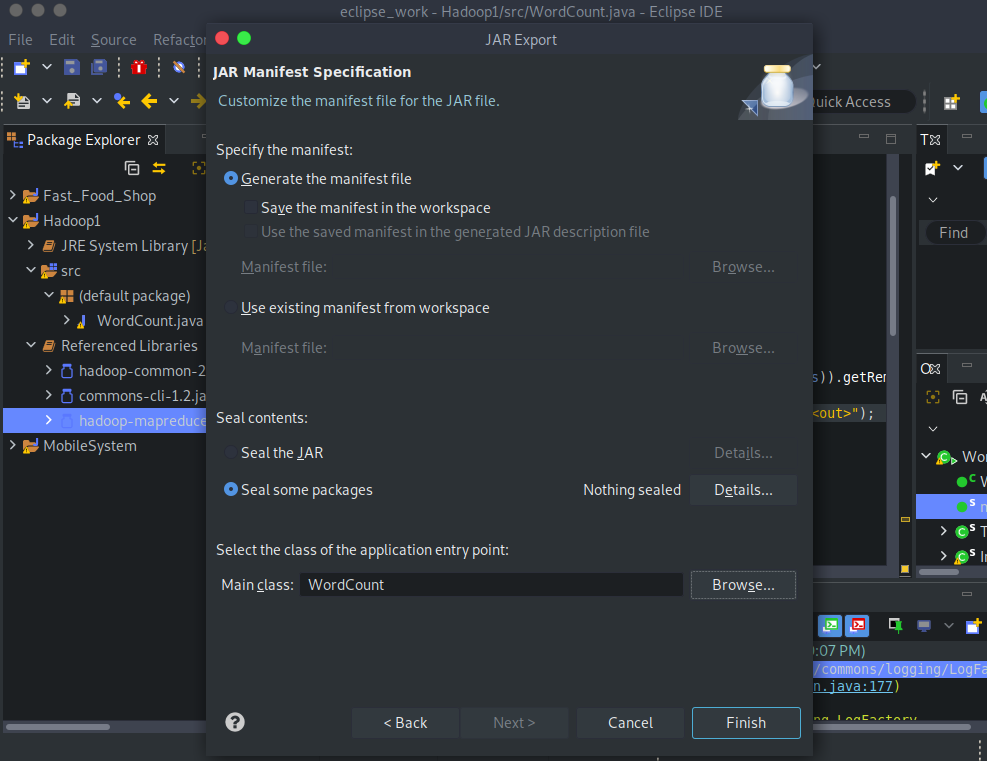 eclipse_work - Hadoop1/src/WordCount.java - Eclipse IDE
File Edit Source Refactor
JAR Export
JAR Manifest Specification
Customize the manifest file for the JAR file.
Quick Access
Package Explorer
Fast_Food_Shop
Hadoop1
JRE System Library [Ja
src
(default package)
WordCount.java
Referenced Libraries
hadoop-common-2
commons-cli-1.2.ja
hadoop-mapreduce
MobileSystem
Specify the manifest:
Generate the manifest file
Save the manifest in the workspace
Use the saved manifest in the generated JAR description file
Manifest file: Browse...
Use existing manifest from workspace
Manifest file: Browse...
Seal contents:
Seal the JAR Details...
Seal some packages Nothing sealed Details...
Select the class of the application entry point:
Main class: WordCount Browse...
< Back Next > Cancel Finish
Find
s)).getRem
<out>");
Wor
:07 PM)
/commons/logging/LogFa
n.java:177)
ng.LogFactory